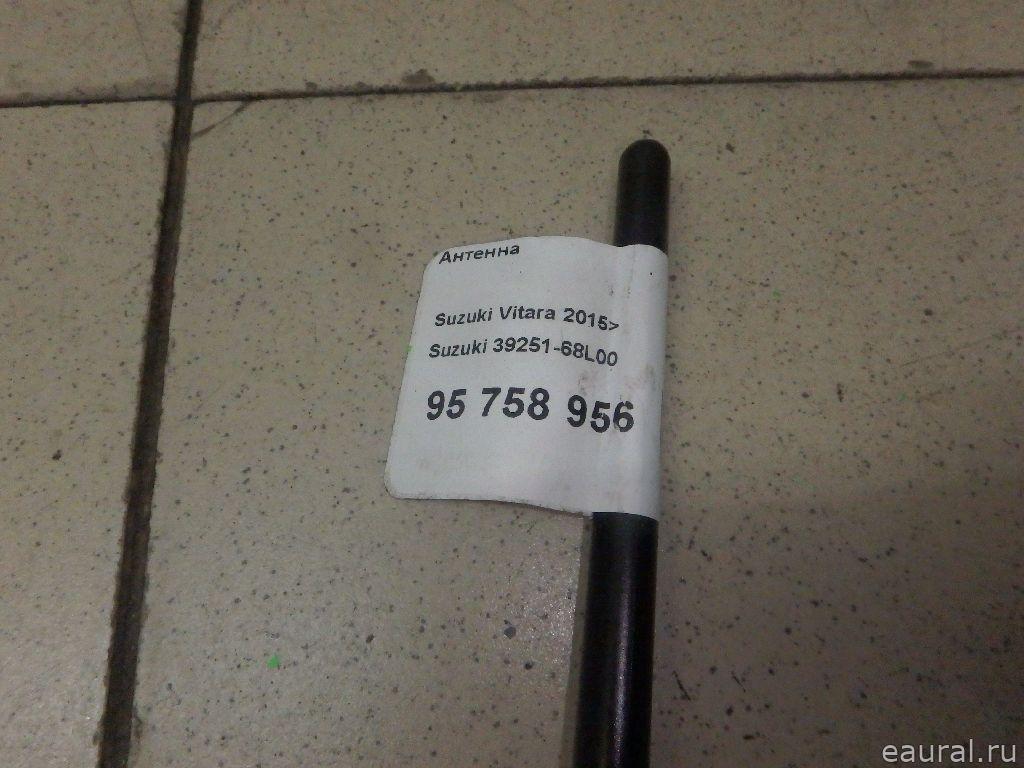 Антенна
Suzuki Vitara 2015>
Suzuki 39251-68L00
95 758 956
eaural.ru